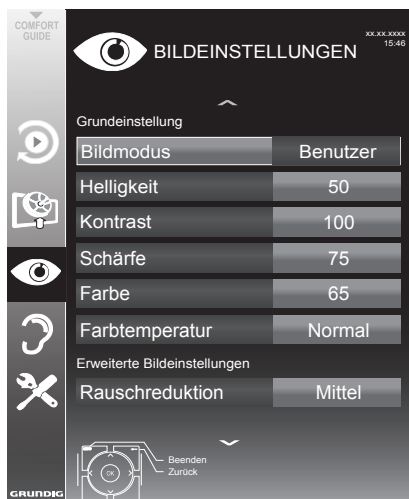 COMFORT
GUIDE
BILDEINSTELLUNGEN
xx.xx.xxxx
15:46
Grundeinstellung
Bildmodus Benutzer
Helligkeit 50
Kontrast 100
Schärfe 75
Farbe 65
Farbtemperatur Normal
Erweiterte Bildeinstellungen
Rauschreduktion Mittel
Beenden
OK
Zurück
GRUNDIG